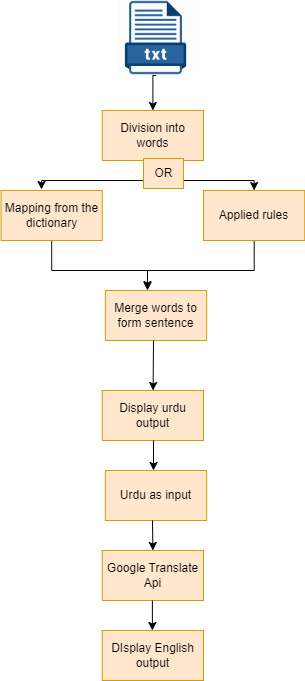 txt
Division into
words
OR
Mapping from the
dictionary
Applied rules
Merge words to
form sentence
Display urdu
output
Urdu as input
Google Translate
Api
DIsplay English
output